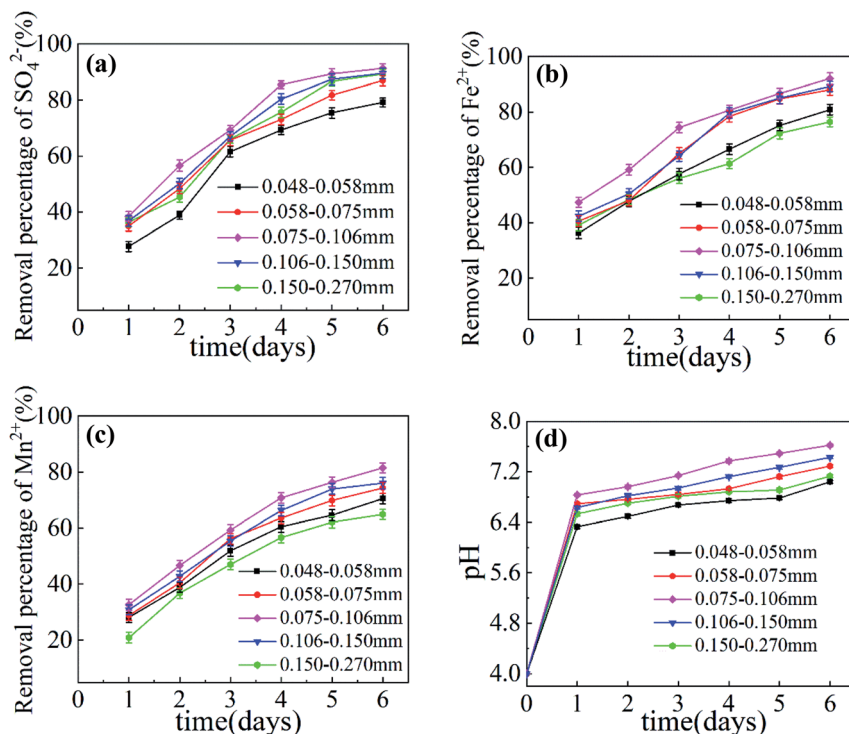 (a)
Removal percentage of SO₄²⁻(%)
100
80
60
40
20
0 1 2 3 4 5 6
time(days)
0.048-0.058mm
0.058-0.075mm
0.075-0.106mm
0.106-0.150mm
0.150-0.270mm
(b)
Removal percentage of Fe²⁺(%)
100
80
60
40
20
0 1 2 3 4 5 6
time(days)
0.048-0.058mm
0.058-0.075mm
0.075-0.106mm
0.106-0.150mm
0.150-0.270mm
(c)
Removal percentage of Mn²⁺(%)
100
80
60
40
20
0 1 2 3 4 5 6
time(days)
0.048-0.058mm
0.058-0.075mm
0.075-0.106mm
0.106-0.150mm
0.150-0.270mm
(d)
pH
8.0
7.2
6.4
5.6
4.8
4.0
0 1 2 3 4 5 6
time(days)
0.048-0.058mm
0.058-0.075mm
0.075-0.106mm
0.106-0.150mm
0.150-0.270mm